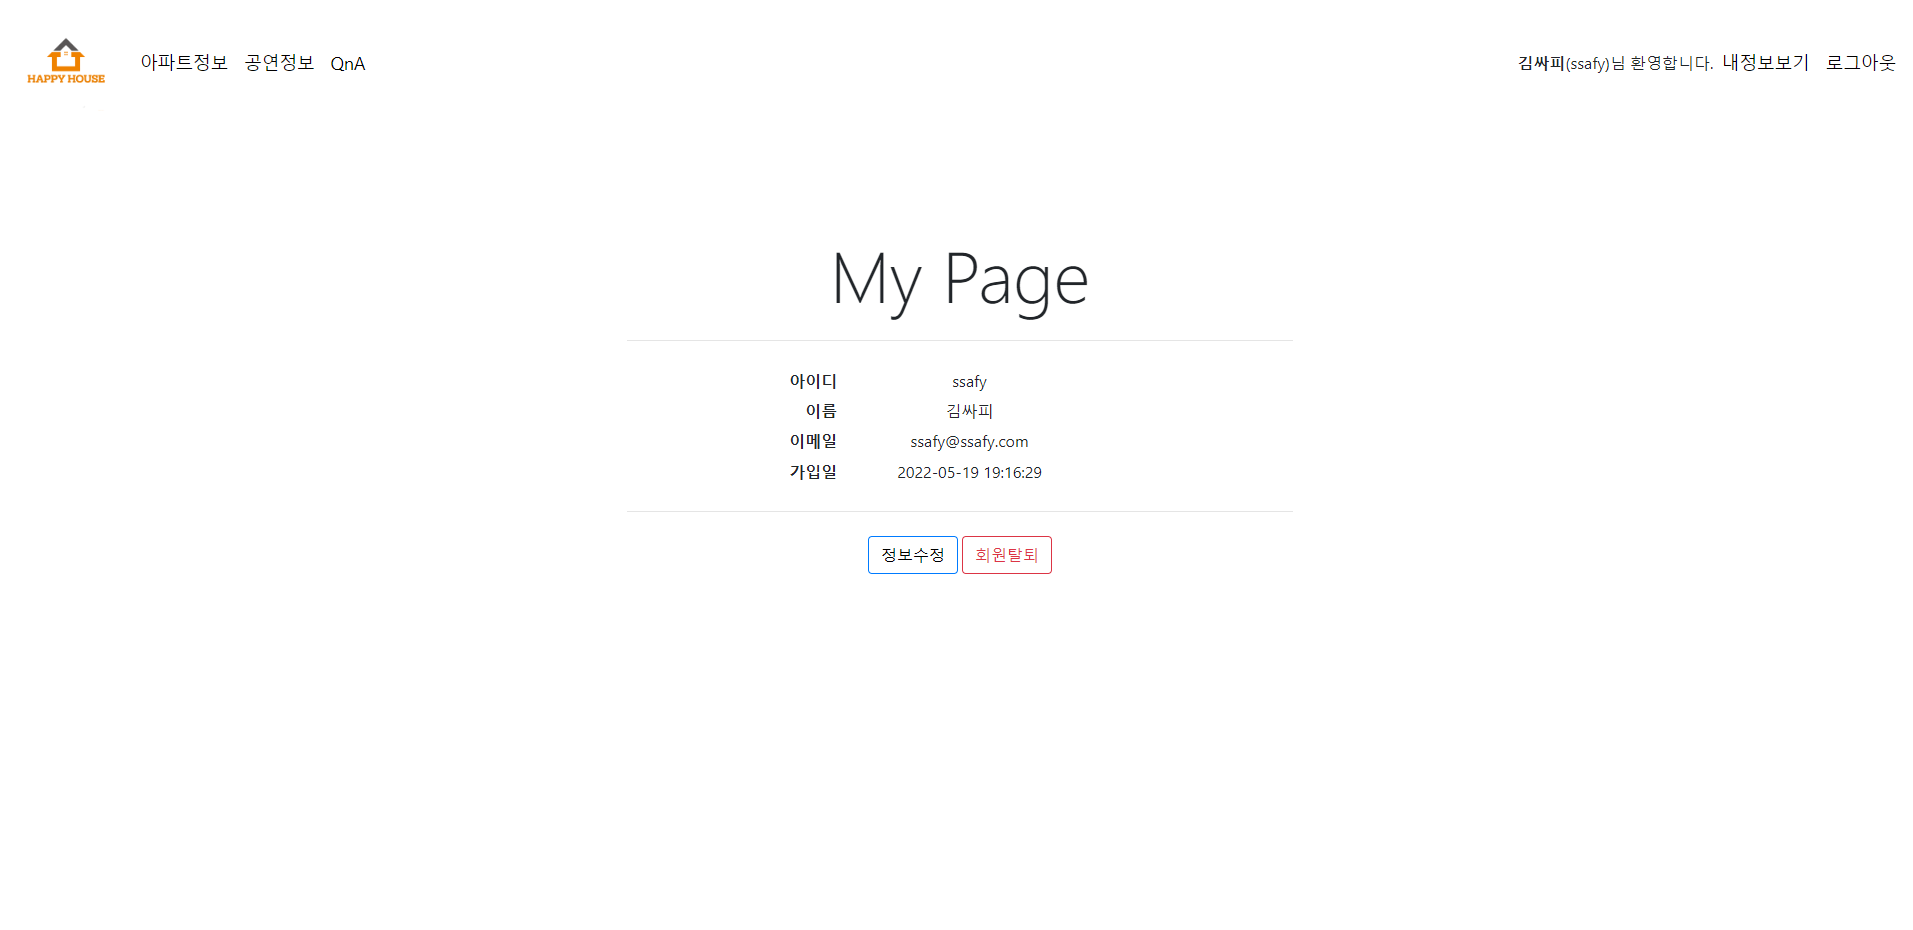 HAPPY HOUSE
아파트정보 공연정보 QnA
김싸피(ssafy)님 환영합니다. 내정보보기 로그아웃
My Page
아이디 ssafy
이름 김싸피
이메일 ssafy@ssafy.com
가입일 2022-05-19 19:16:29
정보수정 회원탈퇴